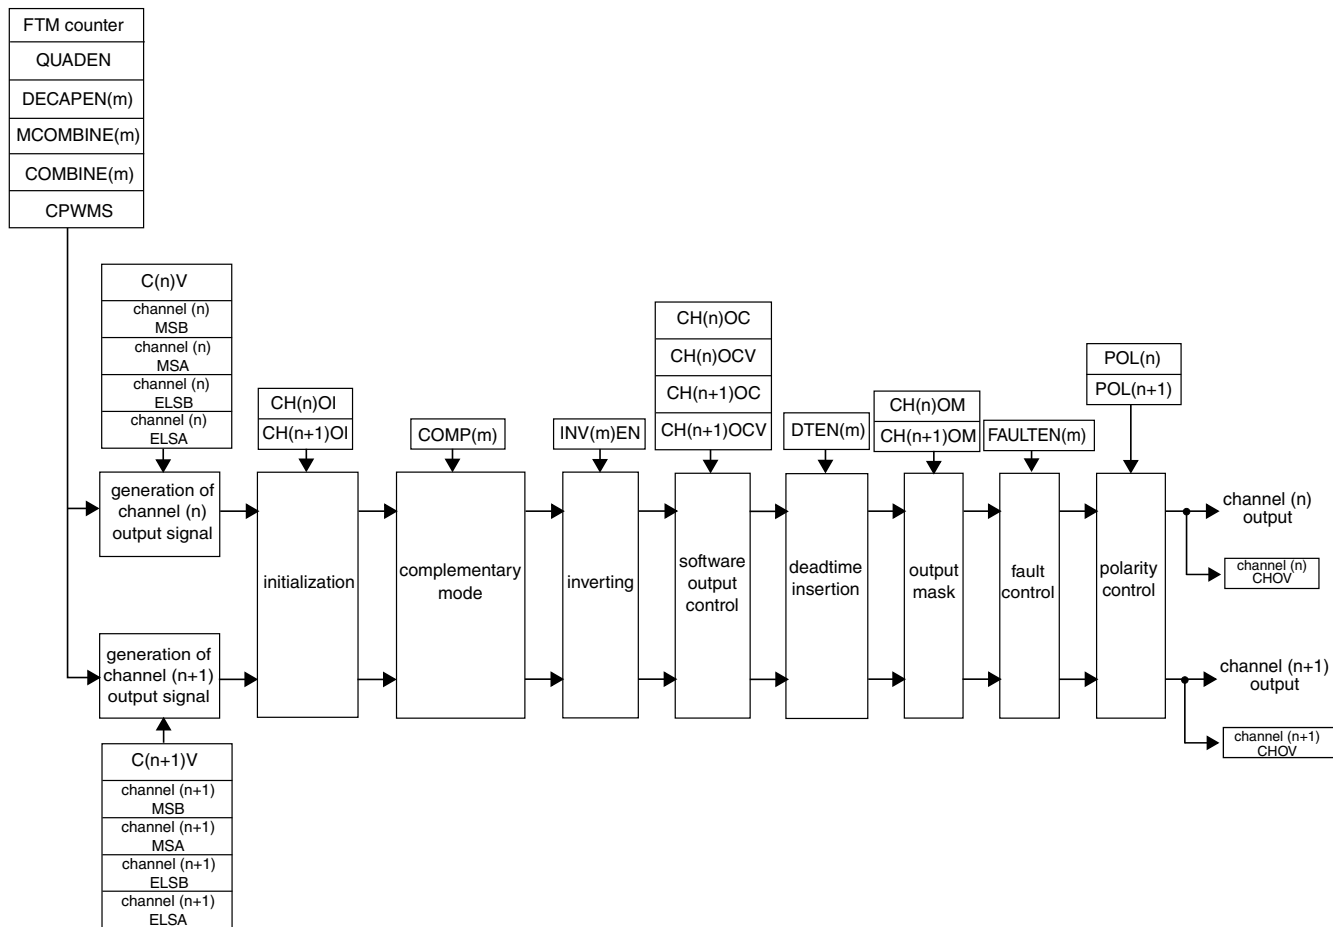 FTM counter
QUADEN
DECAPEN(m)
MCOMBINE(m)
COMBINE(m)
CPWMS
C(n)V
channel (n)
MSB
channel (n)
MSA
channel (n)
ELSB
channel (n)
ELSA
CH(n)OI
CH(n+1)OI
COMP(m)
INV(m)EN
CH(n)OC
CH(n)OCV
CH(n+1)OC
CH(n+1)OCV
DTEN(m)
CH(n)OM
CH(n+1)OM
FAULTEN(m)
POL(n)
POL(n+1)
generation of
channel (n)
output signal
initialization
complementary
mode
inverting
software
output
control
deadtime
insertion
output
mask
fault
control
polarity
control
channel (n)
output
channel (n)
CHOV
generation of
channel (n+1)
output signal
channel (n+1)
output
channel (n+1)
CHOV
C(n+1)V
channel (n+1)
MSB
channel (n+1)
MSA
channel (n+1)
ELSB
channel (n+1)
ELSA